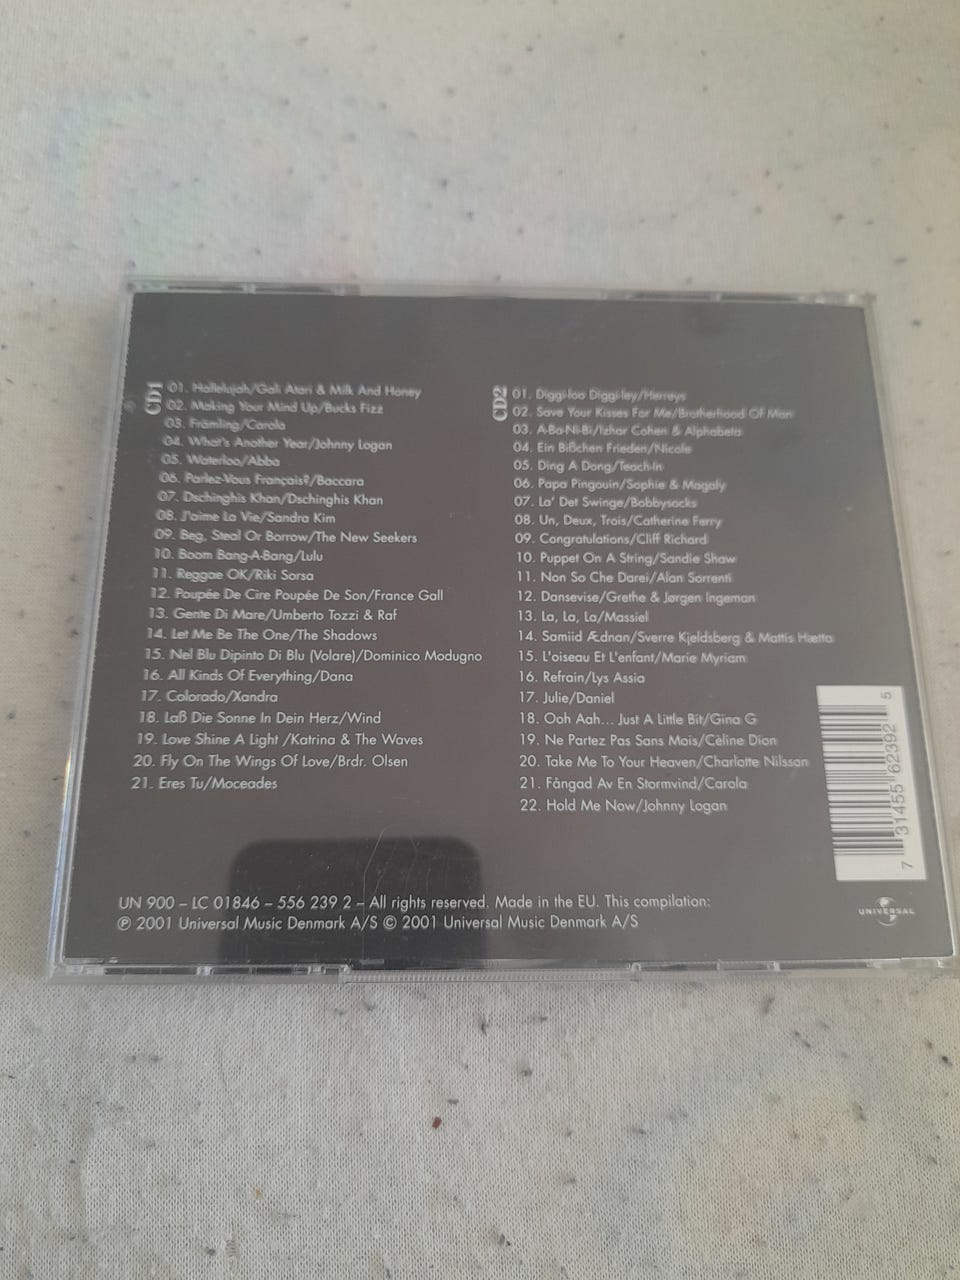 CD1
01. Hallelujah/Gali Atari & Milk And Honey
02. Making Your Mind Up/Bucks Fizz
03. Främling/Carola
04. What's Another Year/Johnny Logan
05. Waterloo/Abba
06. Parlez-Vous Français?/Baccara
07. Dschinghis Khan/Dschinghis Khan
08. J'aime La Vie/Sandra Kim
09. Beg, Steal Or Borrow/The New Seekers
10. Boom Bang-A-Bang/Lulu
11. Reggae OK/Riki Sorsa
12. Poupée De Cire Poupée De Son/France Gall
13. Gente Di Mare/Umberto Tozzi & Raf
14. Let Me Be The One/The Shadows
15. Nel Blu Dipinto Di Blu (Volare)/Dominico Modugno
16. All Kinds Of Everything/Dana
17. Colorado/Xandra
18. Laß Die Sonne In Dein Herz/Wind
19. Love Shine A Light /Katrina & The Waves
20. Fly On The Wings Of Love/Brdr. Olsen
21. Eres Tu/Moceades
CD2
01. Diggi-loo Diggi-ley/Herreys
02. Save Your Kisses For Me/Brotherhood Of Man
03. A-Ba-Ni-Bi/Izhar Cohen & Alphabeta
04. Ein Bißchen Frieden/Nicole
05. Ding A Dong/Teach-In
06. Papa Pingouin/Sophie & Magaly
07. La' Det Swinge/Bobbysocks
08. Un, Deux, Trois/Catherine Ferry
09. Congratulations/Cliff Richard
10. Puppet On A String/Sandie Shaw
11. Non So Che Darei/Alan Sorrenti
12. Dansevise/Grethe & Jørgen Ingeman
13. La, La, La/Massiel
14. Samiid Ædnan/Sverre Kjeldsberg & Mattis Hætta
15. L'oiseau Et L'enfant/Marie Myriam
16. Refrain/Lys Assia
17. Julie/Daniel
18. Ooh Aah... Just A Little Bit/Gina G
19. Ne Partez Pas Sans Mois/Cèline Dion
20. Take Me To Your Heaven/Charlotte Nilsson
21. Fångad Av En Stormvind/Carola
22. Hold Me Now/Johnny Logan
7 31455 62392 5
UNIVERSAL
UN 900 – LC 01846 – 556 239 2 – All rights reserved. Made in the EU. This compilation:
℗ 2001 Universal Music Denmark A/S © 2001 Universal Music Denmark A/S